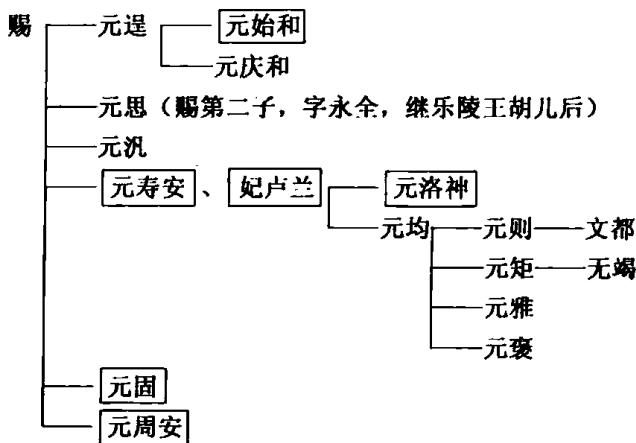 赐 元逞 元始和
元庆和
元思（赐第二子，字永全，继乐陵王胡儿后）
元汎
元寿安、妃卢兰 元洛神
元均 元则 文都
元矩 无竭
元雅
元褒
元固
元周安